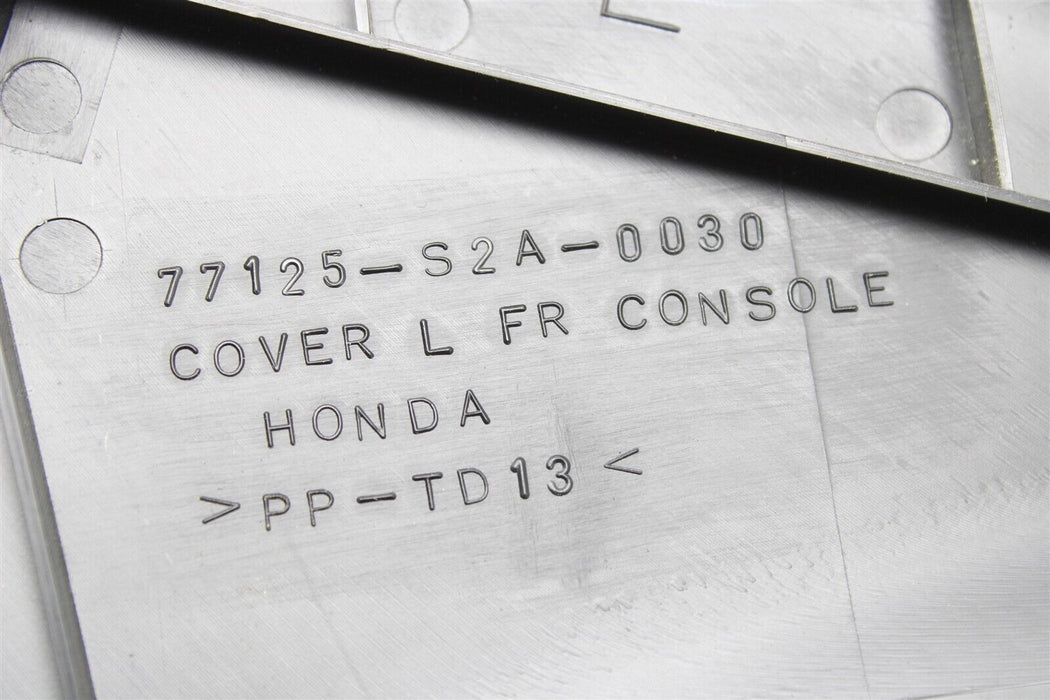 77125-S2A-0030
COVER L FR CONSOLE
HONDA
>PP-TD13<